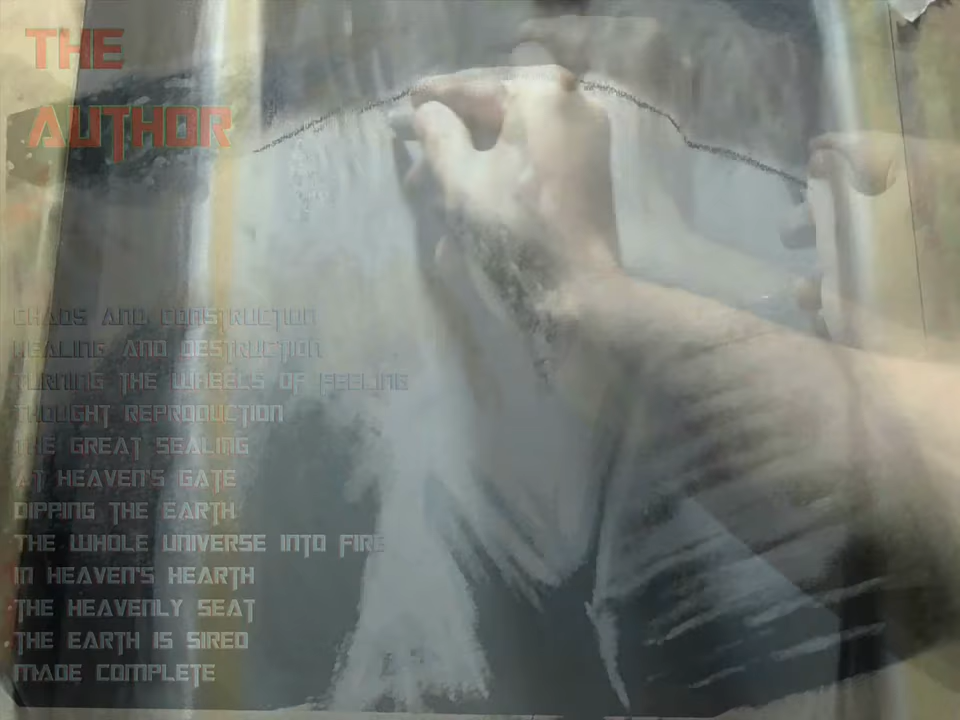 THE
AUTHOR
CHAOS AND CONSTRUCTION
HEALING AND DESTRUCTION
TURNING THE WHEELS OF FEELING
THOUGHT REPRODUCTION
THE GREAT SEALING
AT HEAVEN'S GATE
DIPPING THE EARTH
THE WHOLE UNIVERSE INTO FIRE
IN HEAVEN'S HEARTH
THE HEAVENLY SEAT
THE EARTH IS SIRED
MADE COMPLETE